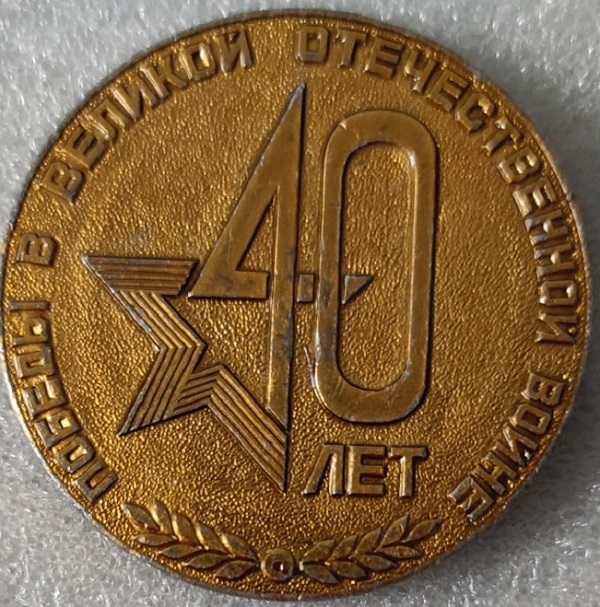 40
ЛЕТ
ПОБЕДЫ В ВЕЛИКОЙ ОТЕЧЕСТВЕННОЙ ВОЙНЕ